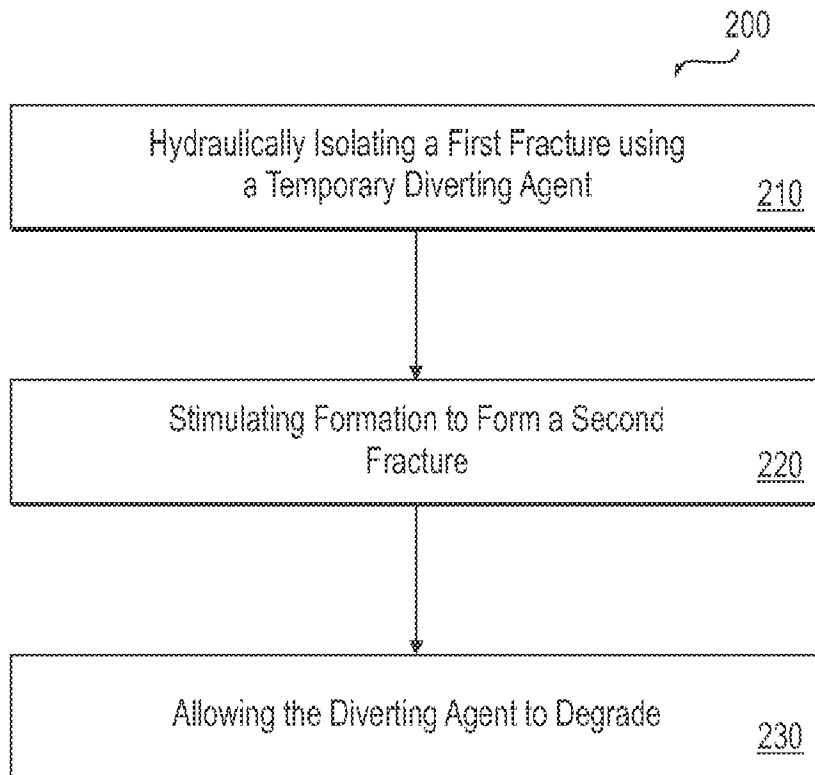 200
Hydraulically Isolating a First Fracture using
a Temporary Diverting Agent
210
Stimulating Formation to Form a Second
Fracture
220
Allowing the Diverting Agent to Degrade
230